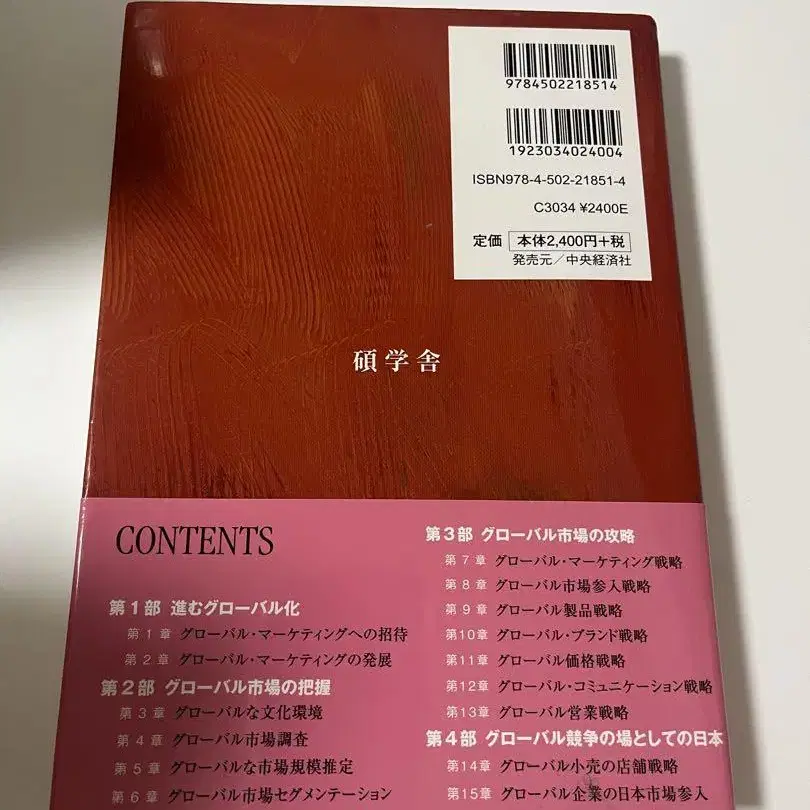 9784502218514
1923034024004
ISBN978-4-502-21851-4
C3034 ¥2400E
定価 本体2,400円+税
発売元/中央経済社
碩学舎
CONTENTS
第1部 進むグローバル化
第1章 グローバル・マーケティングへの招待
第2章 グローバル・マーケティングの発展
第2部 グローバル市場の把握
第3章 グローバルな文化環境
第4章 グローバル市場調査
第5章 グローバルな市場規模推定
第6章 グローバル市場セグメンテーション
第3部 グローバル市場の攻略
第7章 グローバル・マーケティング戦略
第8章 グローバル市場参入戦略
第9章 グローバル製品戦略
第10章 グローバル・ブランド戦略
第11章 グローバル価格戦略
第12章 グローバル・コミュニケーション戦略
第13章 グローバル営業戦略
第4部 グローバル競争の場としての日本
第14章 グローバル小売の店舗戦略
第15章 グローバル企業の日本市場参入